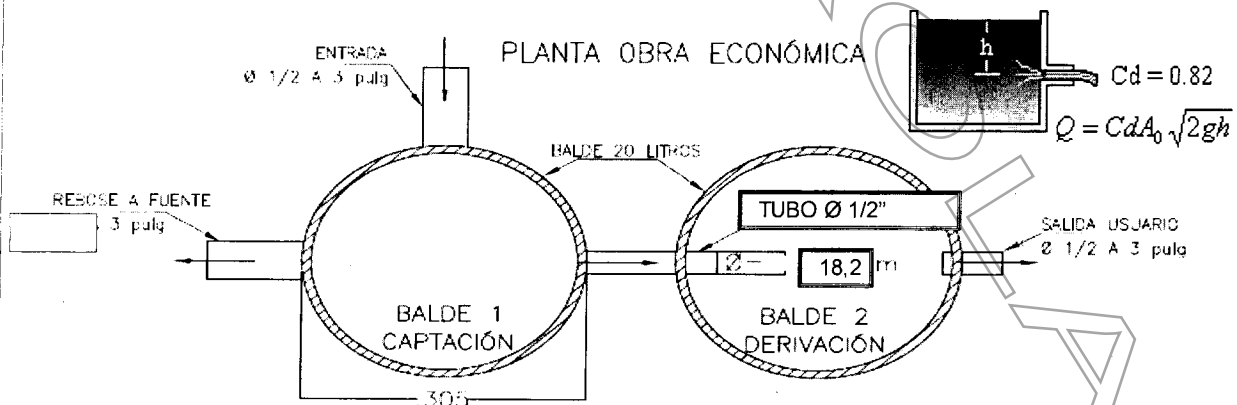 PLANTA OBRA ECONÓMICA
h
Cd = 0.82
Q = CdA₀√2gh
ENTRADA
Ø 1/2 A 3 pulg
BALDE 20 LITROS
REBOSE A FUENTE
3 pulg
TUBO Ø 1/2"
SALIDA USUARIO
Ø 1/2 A 3 pulg
Ø=
18,2 m
BALDE 1
CAPTACIÓN
BALDE 2
DERIVACIÓN
305